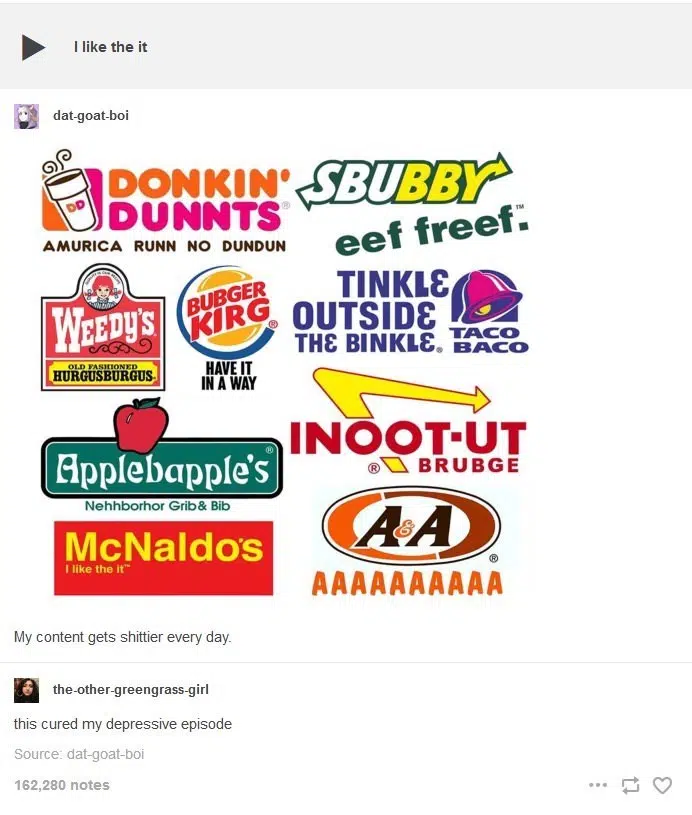 I like the it
dat-goat-boi
DD
DONKIN'
DUNNTS®
AMURICA RUNN NO DUNDUN
SBUBBY
eef freef.™
WEEDY'S
OLD FASHIONED
HURGUSBURGUS.
BUBGER
KIRG®
HAVE IT
IN A WAY
TINKLE
OUTSIDE
THE BINKLE®
TACO
BACO
INOOT-UT
® BRUBGE
Applebapple's®
Nehhborhor Grib & Bib
McNaldo's
I like the it™
A&A®
AAAAAAAAAA
My content gets shittier every day.
the-other-greengrass-girl
this cured my depressive episode
Source: dat-goat-boi
162,280 notes